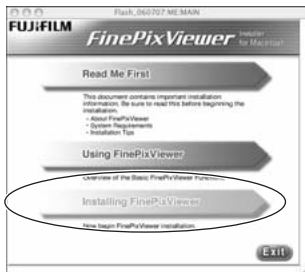 Flash_060707 ME:MAIN
FUJIFILM
FinePixViewer Installer
for Macintosh
Read Me First
This document contains important installation
information. Be sure to read this before beginning the
installation.
- About FinePixViewer
- System Requirements
- Installation Tips
Using FinePixViewer
Overview of the Basic FinePixViewer Functions.
Installing FinePixViewer
Now begin FinePixViewer installation.
Exit